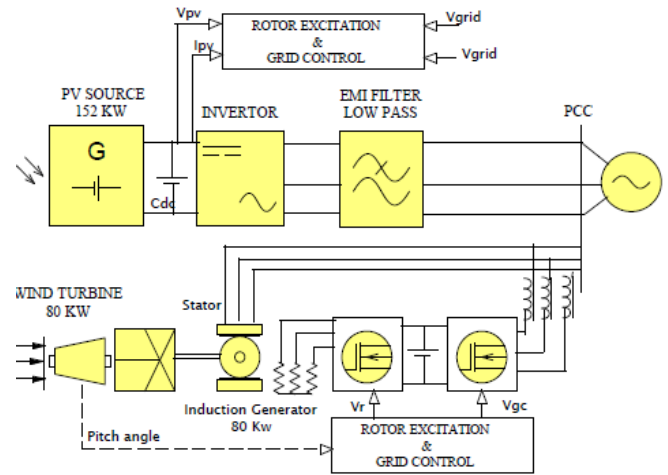 Vpv
Ipv
ROTOR EXCITATION
&
GRID CONTROL
Vgrid
Vgrid
PV SOURCE
152 KW
INVERTOR
EMI FILTER
LOW PASS
PCC
G
Cdc
WIND TURBINE
80 KW
Stator
Induction Generator
80 Kw
Vr
Vgc
Pitch angle
ROTOR EXCITATION
&
GRID CONTROL